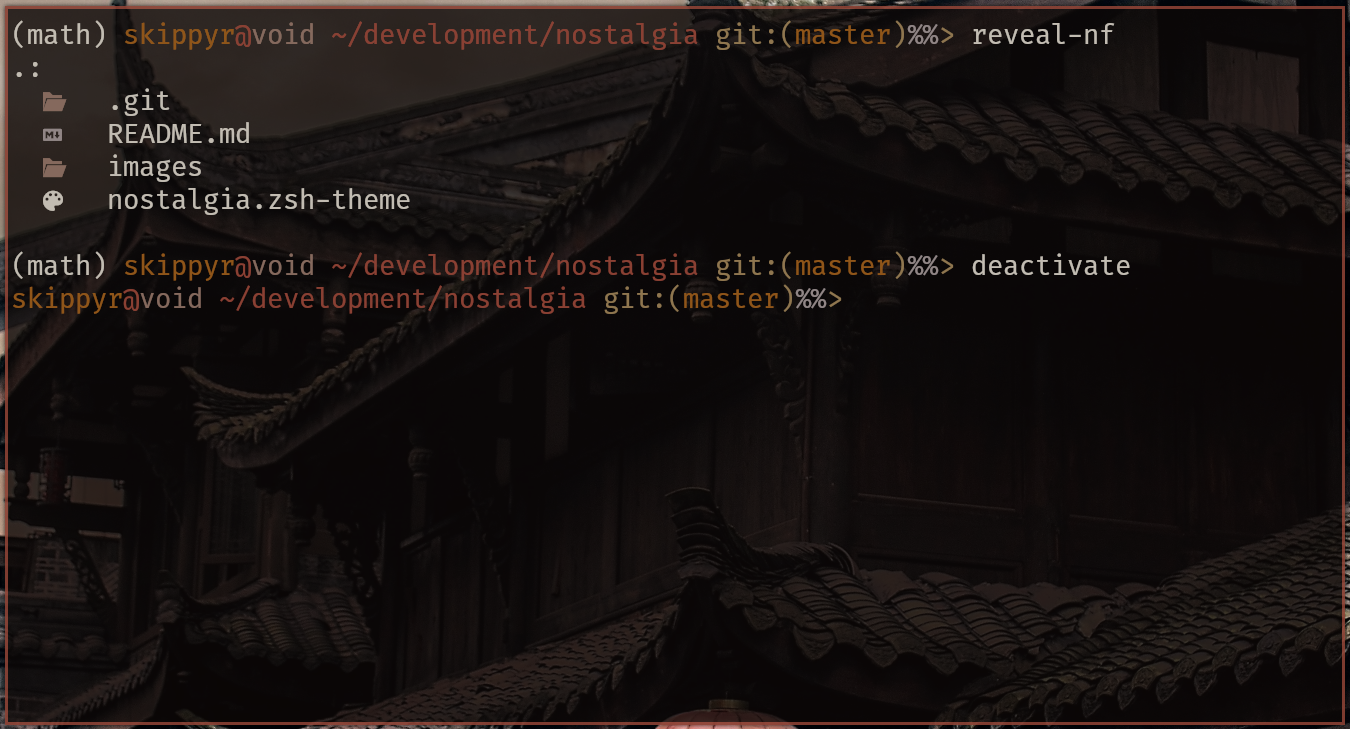 (math) skippyr@void ~/development/nostalgia git:(master)%%> reveal-nf
.:
.git
README.md
images
nostalgia.zsh-theme
(math) skippyr@void ~/development/nostalgia git:(master)%%> deactivate
skippyr@void ~/development/nostalgia git:(master)%%>